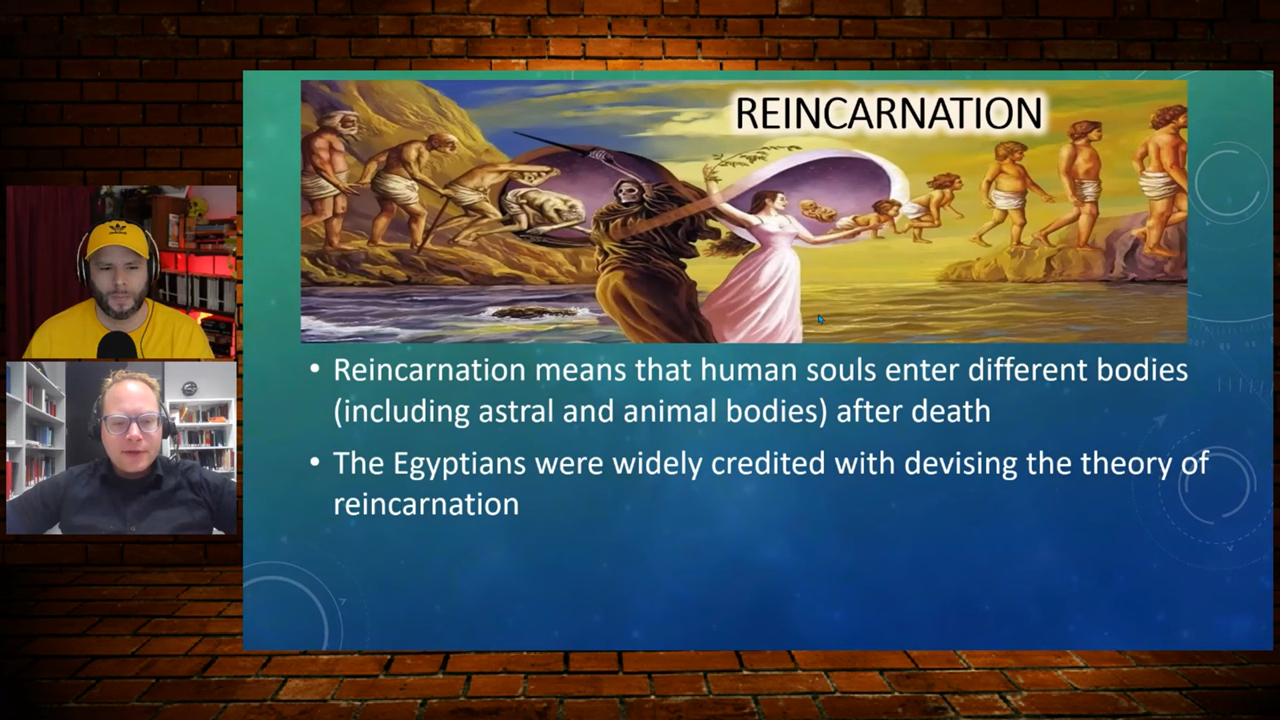 REINCARNATION
• Reincarnation means that human souls enter different bodies
(including astral and animal bodies) after death
• The Egyptians were widely credited with devising the theory of
reincarnation